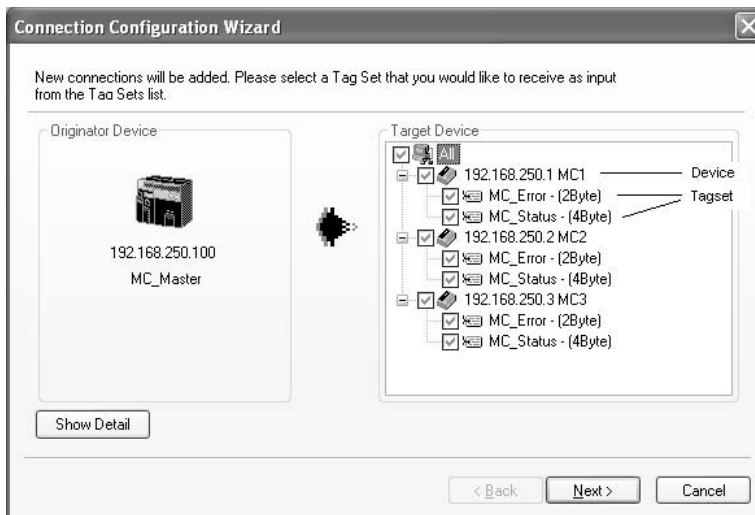 Connection Configuration Wizard
New connections will be added. Please select a Tag Set that you would like to receive as input
from the Tag Sets list.
Originator Device
192.168.250.100
MC_Master
Target Device
All
192.168.250.1 MC1
Device
MC_Error - (2Byte)
Tagset
MC_Status - (4Byte)
192.168.250.2 MC2
MC_Error - (2Byte)
MC_Status - (4Byte)
192.168.250.3 MC3
MC_Error - (2Byte)
MC_Status - (4Byte)
Show Detail
< Back
Next >
Cancel